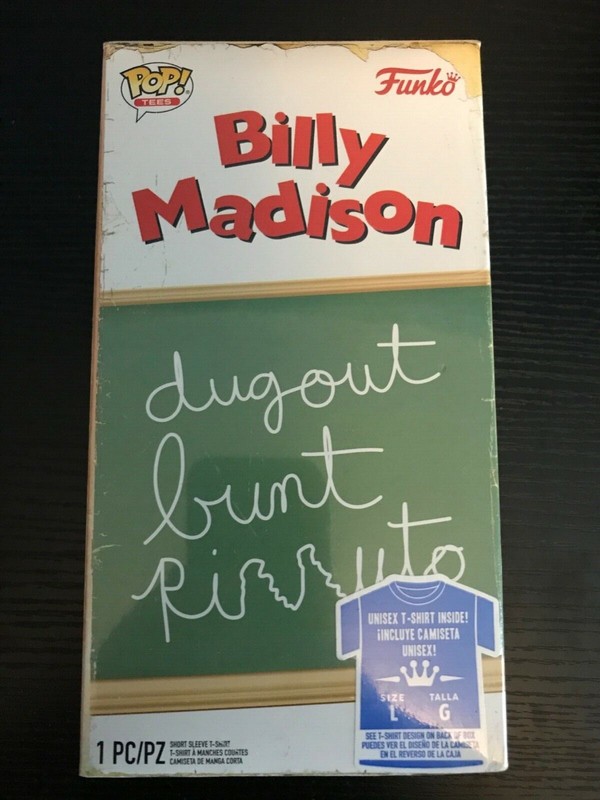 POP!
TEES
Funko
Billy
Madison
dugout
bunt
Rizzuto
UNISEX T-SHIRT INSIDE!
¡INCLUYE CAMISETA
UNISEX!
SIZE TALLA
L G
SEE T-SHIRT DESIGN ON BACK OF BOX
PUEDES VER EL DISEÑO DE LA CAMISETA
EN EL REVERSO DE LA CAJA
1 PC/PZ
SHORT SLEEVE T-SHIRT
T-SHIRT À MANCHES COURTES
CAMISETA DE MANGA CORTA